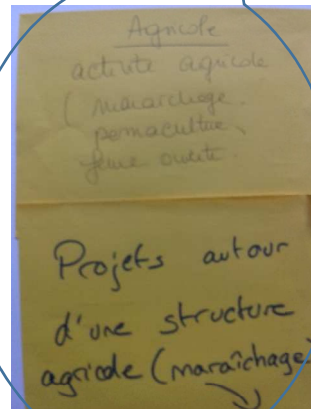 Agricole
activité agricole
(maraichage.
permaculture,
ferme ouverte.
Projets autour
d'une structure
agricole (maraîchage)